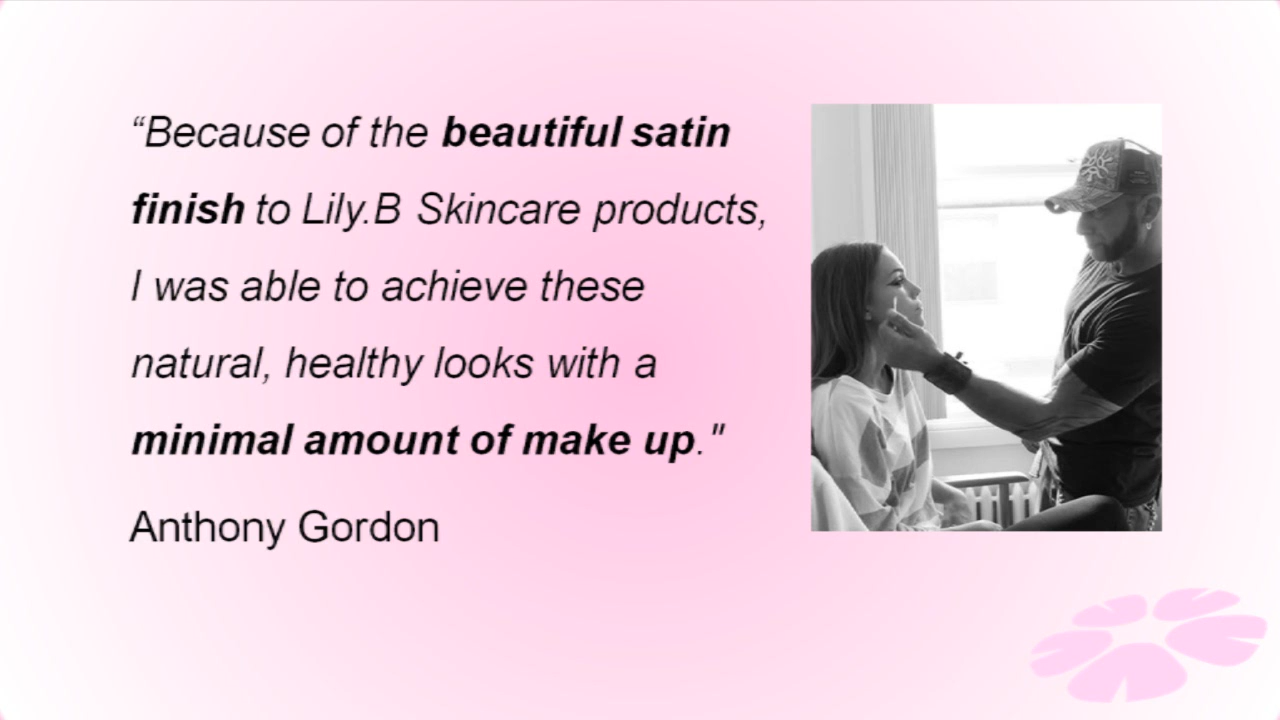 “Because of the beautiful satin
finish to Lily.B Skincare products,
I was able to achieve these
natural, healthy looks with a
minimal amount of make up."
Anthony Gordon